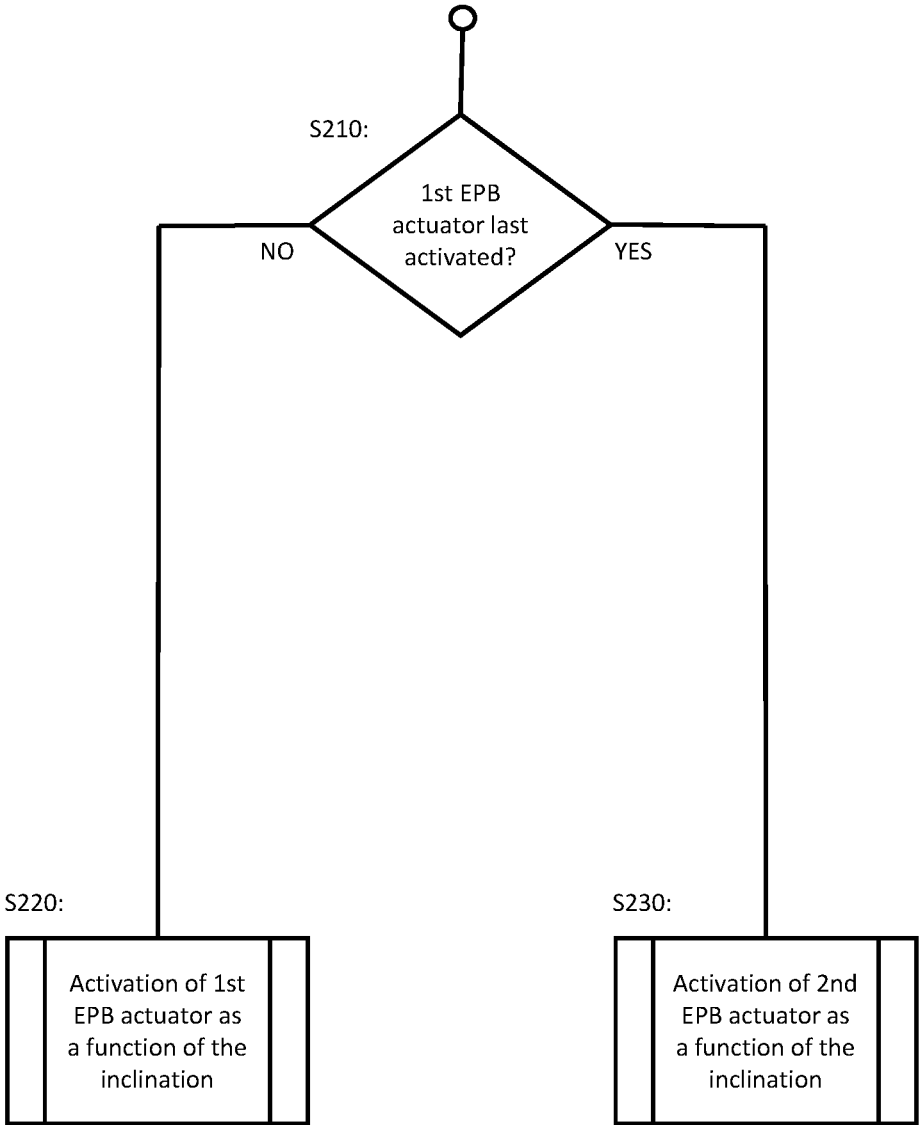 S210:
1st EPB
actuator last
activated?
NO
YES
S220:
Activation of 1st
EPB actuator as
a function of the
inclination
S230:
Activation of 2nd
EPB actuator as
a function of the
inclination